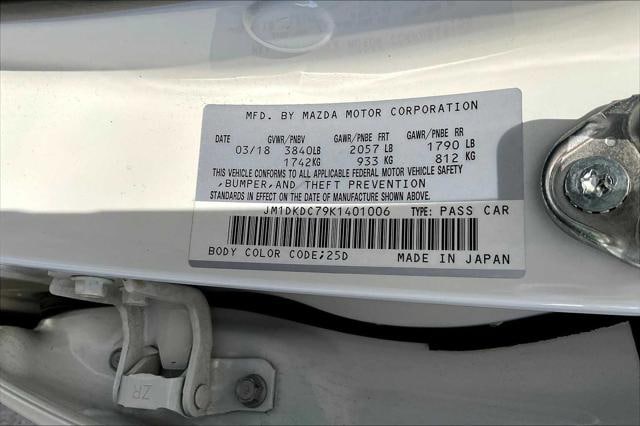 MFD. BY MAZDA MOTOR CORPORATION
DATE GVWR/PNBV GAWR/PNBE FRT GAWR/PNBE RR
03/18 3840LB 2057 LB 1790 LB
1742KG 933 KG 812 KG
THIS VEHICLE CONFORMS TO ALL APPLICABLE FEDERAL MOTOR VEHICLE SAFETY
,BUMPER,AND THEFT PREVENTION
STANDARDS IN EFFECT ON THE DATE OF MANUFACTURE SHOWN ABOVE.
JM1DKDC79K1401006 TYPE: PASS CAR
BODY COLOR CODE;25D MADE IN JAPAN
ZR